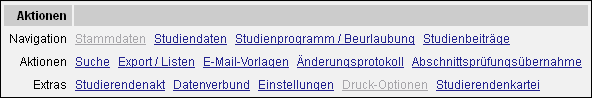 Aktionen
Navigation Stammdaten Studiendaten Studienprogramm / Beurlaubung Studienbeiträge
Aktionen Suche Export / Listen E-Mail-Vorlagen Änderungsprotokoll Abschnittsprüfungsübernahme
Extras Studierendenakt Datenverbund Einstellungen Druck-Optionen Studierendenkartei